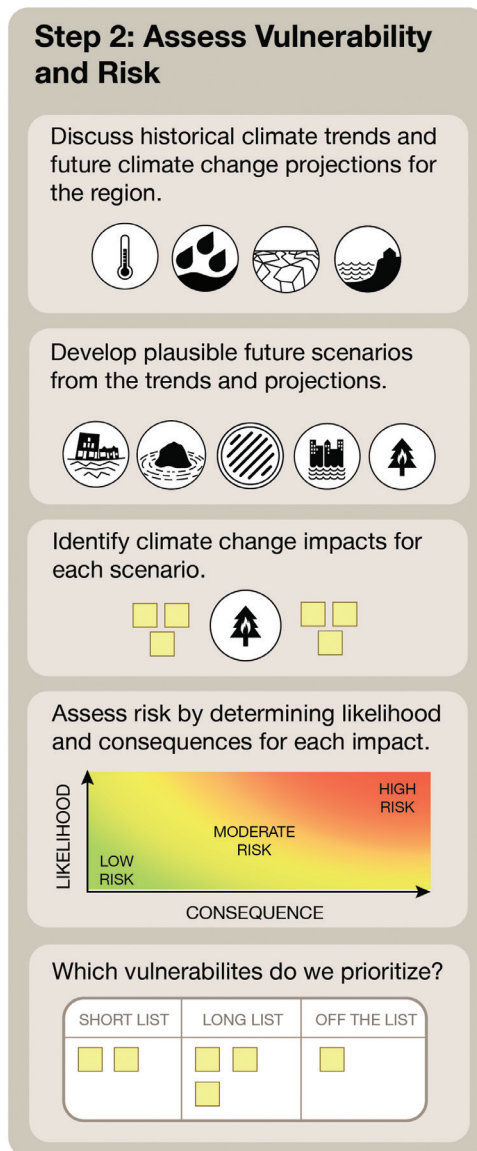 Step 2: Assess Vulnerability
and Risk
Discuss historical climate trends and
future climate change projections for
the region.
Develop plausible future scenarios
from the trends and projections.
Identify climate change impacts for
each scenario.
Assess risk by determining likelihood
and consequences for each impact.
LIKELIHOOD
HIGH
RISK
MODERATE
RISK
LOW
RISK
CONSEQUENCE
Which vulnerabilites do we prioritize?
SHORT LIST
LONG LIST
OFF THE LIST